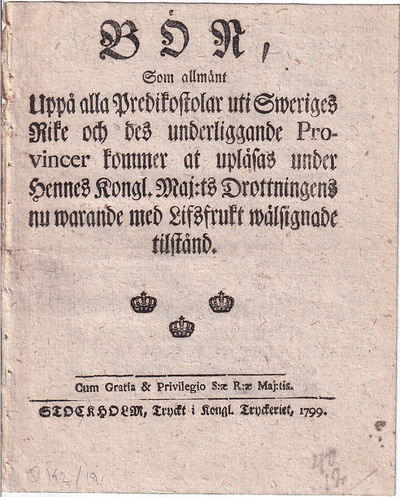 BÖN,
Som allmänt
Uppå alla Predikostolar uti Sweriges
Rike och des underliggande Pro-
vincer kommer at upläsas under
Hennes Kongl. Maj:ts Drottningens
nu warande med Lifsfrukt wälsignade
tilstånd.
Cum Gratia & Privilegio S:æ R:æ Maj:tis.
STOCKHOLM, Tryckt i Kongl. Tryckeriet, 1799.